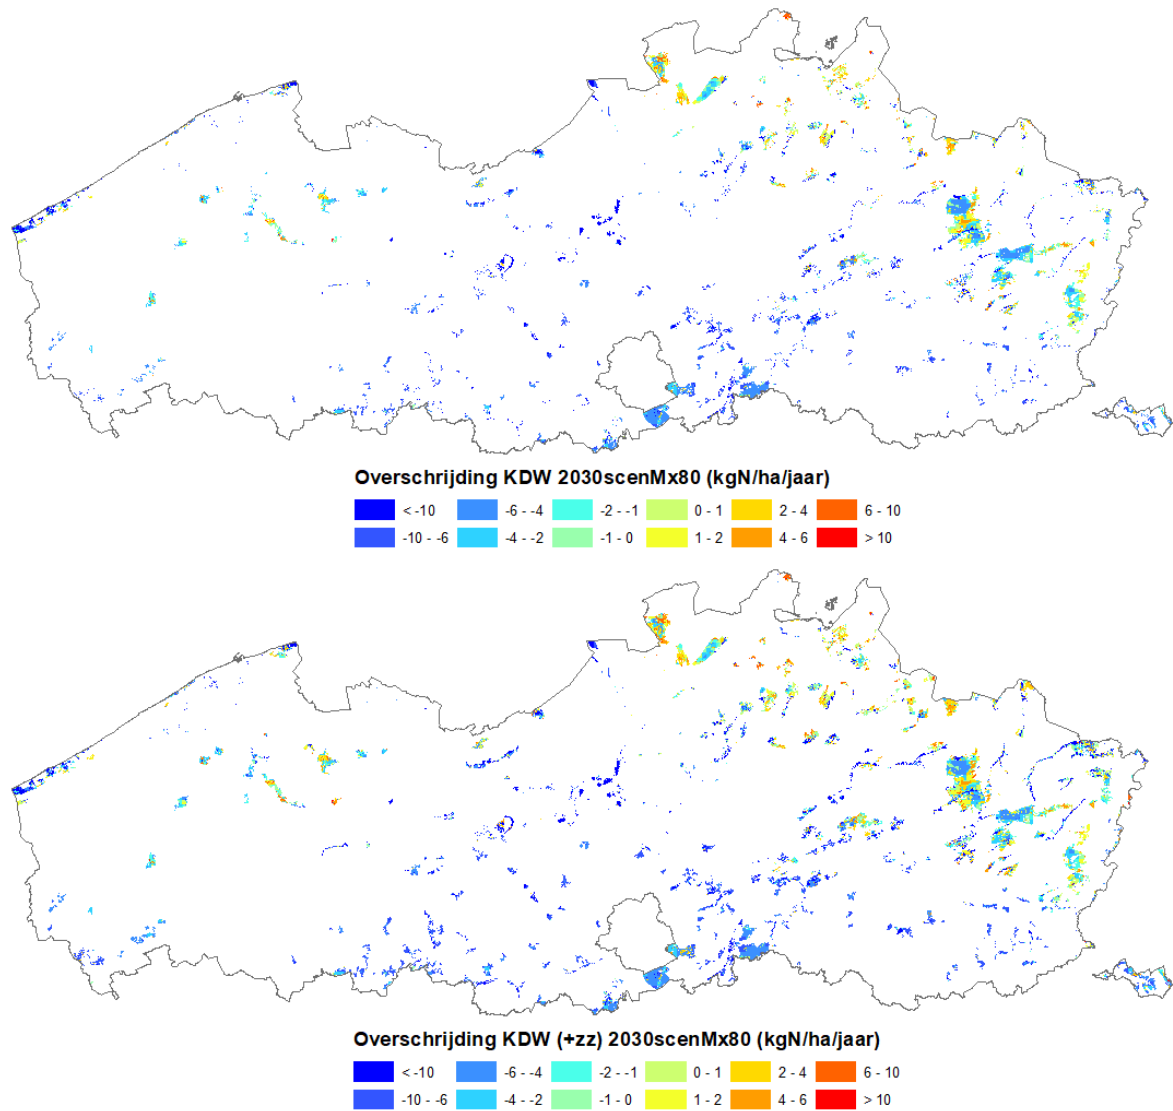 Overschrijding KDW 2030scenMx80 (kgN/ha/jaar)
< -10 -6 - -4 -2 - -1 0 - 1 2 - 4 6 - 10
-10 - -6 -4 - -2 -1 - 0 1 - 2 4 - 6 > 10
Overschrijding KDW (+zz) 2030scenMx80 (kgN/ha/jaar)
< -10 -6 - -4 -2 - -1 0 - 1 2 - 4 6 - 10
-10 - -6 -4 - -2 -1 - 0 1 - 2 4 - 6 > 10